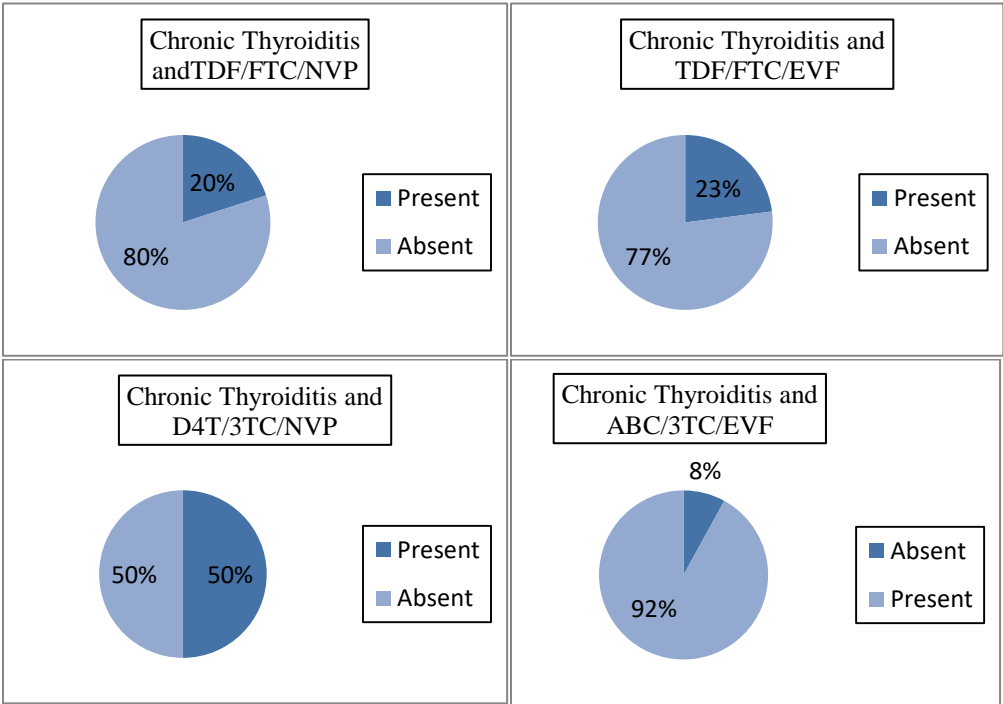 Chronic Thyroiditis
andTDF/FTC/NVP
20%
80%
Present
Absent
Chronic Thyroiditis and
TDF/FTC/EVF
23%
77%
Present
Absent
Chronic Thyroiditis and
D4T/3TC/NVP
50%
50%
Present
Absent
Chronic Thyroiditis and
ABC/3TC/EVF
8%
92%
Absent
Present